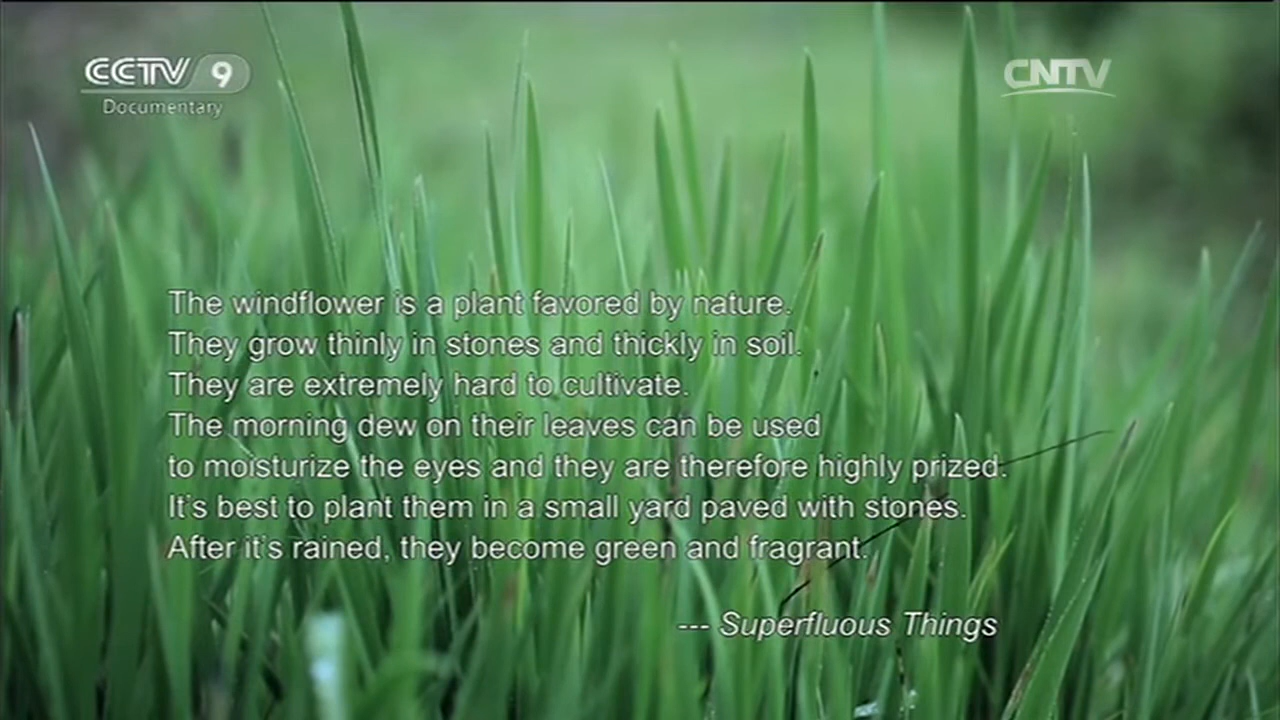 CCTV 9
Documentary
CNTV
The windflower is a plant favored by nature.
They grow thinly in stones and thickly in soil.
They are extremely hard to cultivate.
The morning dew on their leaves can be used
to moisturize the eyes and they are therefore highly prized.
It's best to plant them in a small yard paved with stones.
After it's rained, they become green and fragrant.
--- Superfluous Things